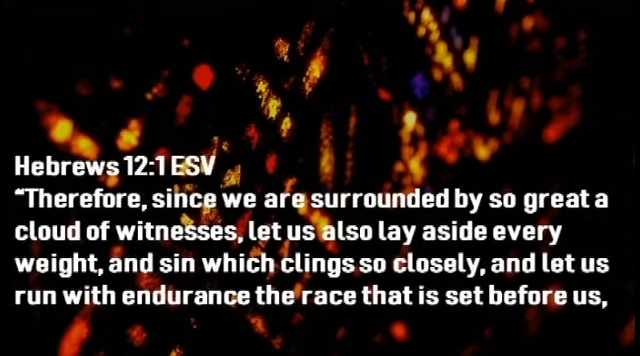 Hebrews 12:1 ESV
“Therefore, since we are surrounded by so great a
cloud of witnesses, let us also lay aside every
weight, and sin which clings so closely, and let us
run with endurance the race that is set before us,